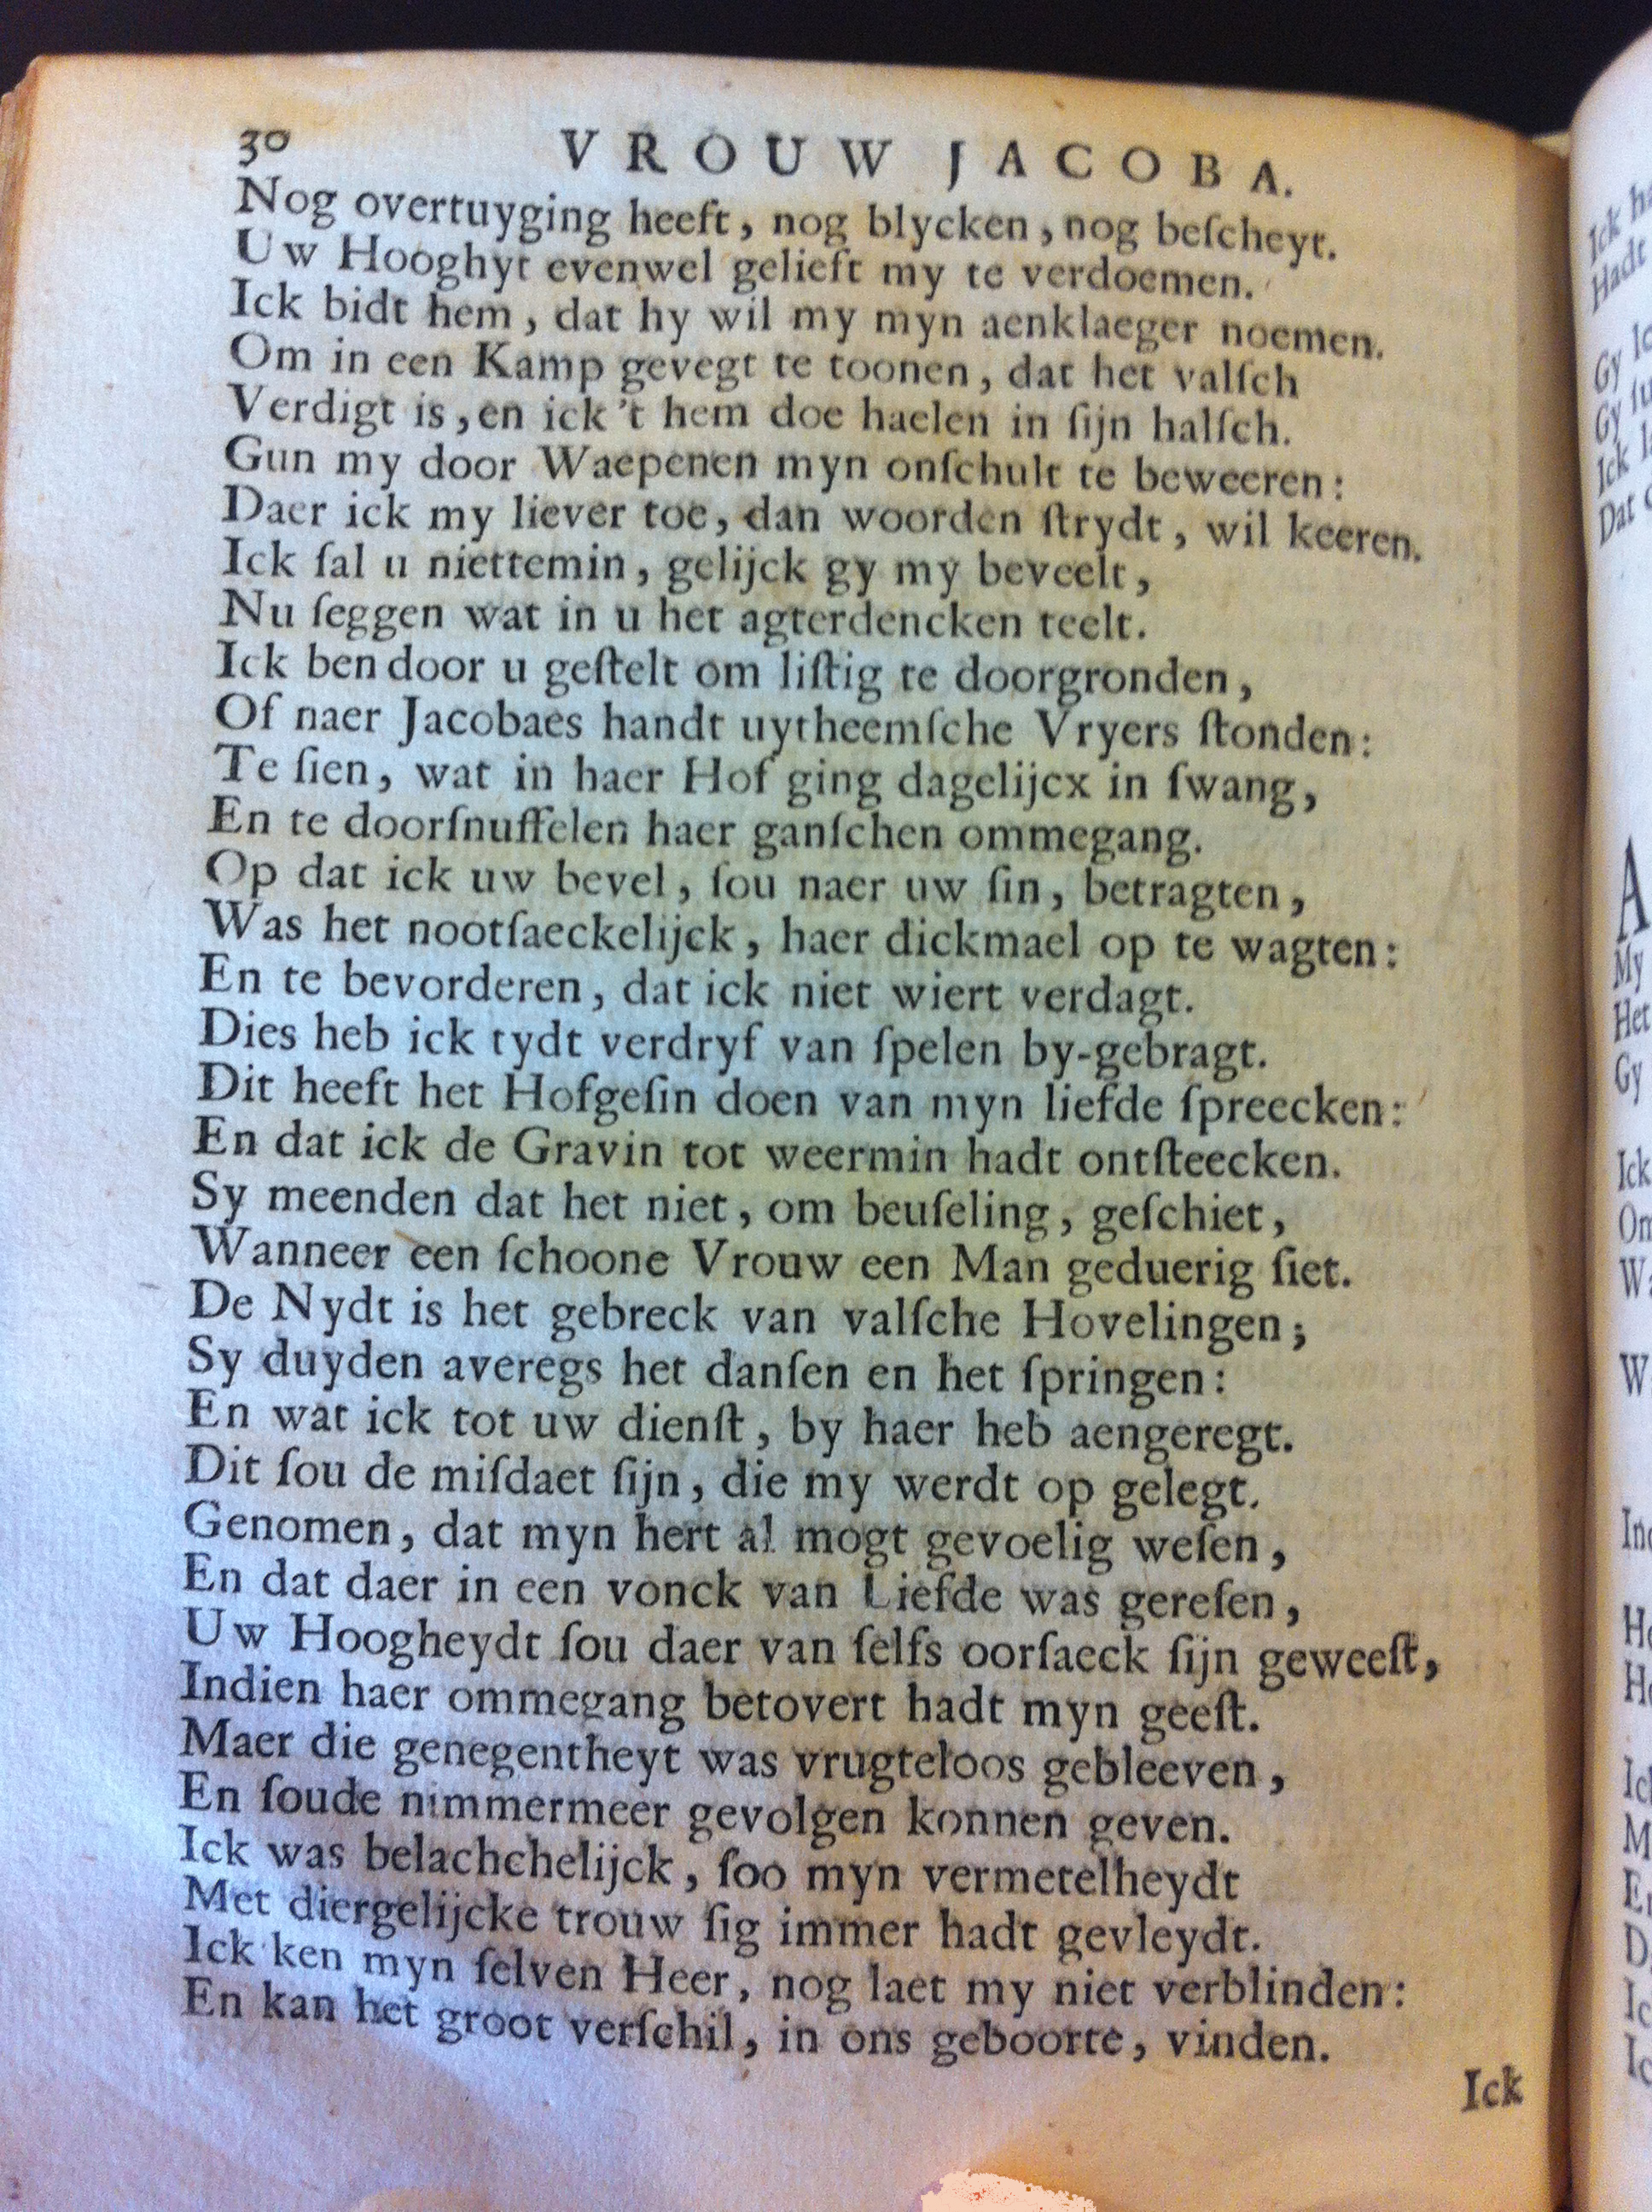 30 VROUW JACOBA.
Nog overtuyging heeft, nog blycken, nog beſcheyt.
Uw Hooghyt evenwel gelieft my te verdoemen.
Ick bidt hem, dat hy wil my myn aenklaeger noemen.
Om in een Kamp gevegt te toonen, dat het valſch
Verdigt is, en ick 't hem doe haelen in ſijn halſch.
Gun my door Waepenen myn onſchult te beweeren:
Daer ick my liever toe, dan woorden ſtrydt, wil keeren.
Ick ſal u niettemin, gelijck gy my beveelt,
Nu ſeggen wat in u het agterdencken teelt.
Ick ben door u geſtelt om liſtig te doorgronden,
Of naer Jacobaes handt uytheemſche Vryers ſtonden:
Te ſien, wat in haer Hof ging dagelijcx in ſwang,
En te doorſnuffelen haer ganſchen ommegang.
Op dat ick uw bevel, ſou naer uw ſin, betragten,
Was het nootſaeckelijck, haer dickmael op te wagten:
En te bevorderen, dat ick niet wiert verdagt.
Dies heb ick tydt verdryf van ſpelen by-gebragt.
Dit heeft het Hofgeſin doen van myn liefde ſpreecken:
En dat ick de Gravin tot weermin hadt ontſteecken.
Sy meenden dat het niet, om beuſeling, geſchiet,
Wanneer een ſchoone Vrouw een Man geduerig ſiet.
De Nydt is het gebreck van valſche Hovelingen;
Sy duyden averegs het danſen en het ſpringen:
En wat ick tot uw dienſt, by haer heb aengeregt.
Dit ſou de miſdaet ſijn, die my werdt op gelegt.
Genomen, dat myn hert al mogt gevoelig weſen,
En dat daer in een vonck van Liefde was gereſen,
Uw Hoogheydt ſou daer van ſelfs oorſaeck ſijn geweeſt,
Indien haer ommegang betovert hadt myn geeſt.
Maer die genegentheyt was vrugteloos gebleeven,
En ſoude nimmermeer gevolgen konnen geven.
Ick was belachchelijck, ſoo myn vermetelheydt
Met diergelijcke trouw ſig immer hadt gevleydt.
Ick ken myn ſelven Heer, nog laet my niet verblinden:
En kan het groot verſchil, in ons geboorte, vinden.
Ick